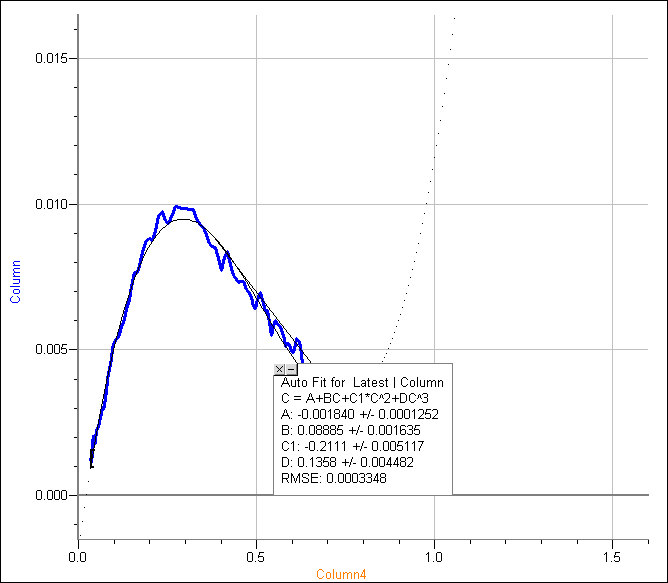 0.015
0.010
Column
0.005
Auto Fit for Latest | Column
C = A+BC+C1*C^2+DC^3
A: -0.001840 +/- 0.0001252
B: 0.08885 +/- 0.001635
C1: -0.2111 +/- 0.005117
D: 0.1358 +/- 0.004482
RMSE: 0.0003348
0.000
0.0 0.5 1.0 1.5
Column4